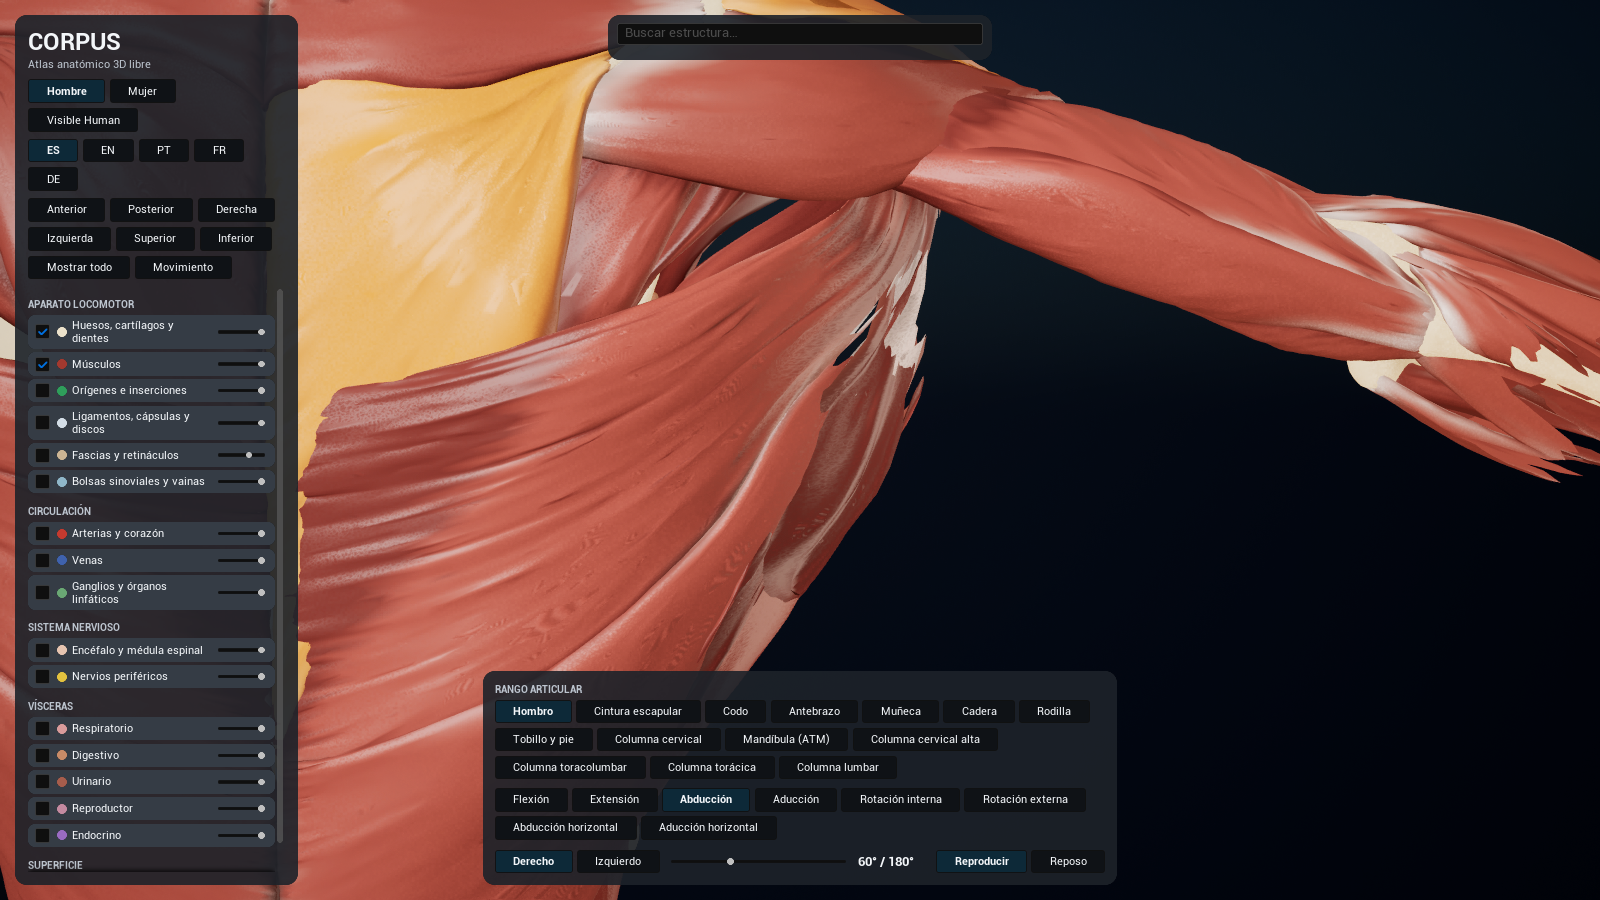 CORPUS
Atlas anatómico 3D libre
Hombre Mujer
Visible Human
ES EN PT FR
DE
Anterior Posterior Derecha
Izquierda Superior Inferior
Mostrar todo Movimiento
APARATO LOCOMOTOR
Huesos, cartílagos y
dientes
Músculos
Orígenes e inserciones
Ligamentos, cápsulas y
discos
Fascias y retináculos
Bolsas sinoviales y vainas
CIRCULACIÓN
Arterias y corazón
Venas
Ganglios y órganos
linfáticos
SISTEMA NERVIOSO
Encéfalo y médula espinal
Nervios periféricos
VÍSCERAS
Respiratorio
Digestivo
Urinario
Reproductor
Endocrino
SUPERFICIE
Buscar estructura...
RANGO ARTICULAR
Hombro Cintura escapular Codo Antebrazo Muñeca Cadera Rodilla
Tobillo y pie Columna cervical Mandíbula (ATM) Columna cervical alta
Columna toracolumbar Columna torácica Columna lumbar
Flexión Extensión Abducción Aducción Rotación interna Rotación externa
Abducción horizontal Aducción horizontal
Derecho Izquierdo 60° / 180° Reproducir Reposo